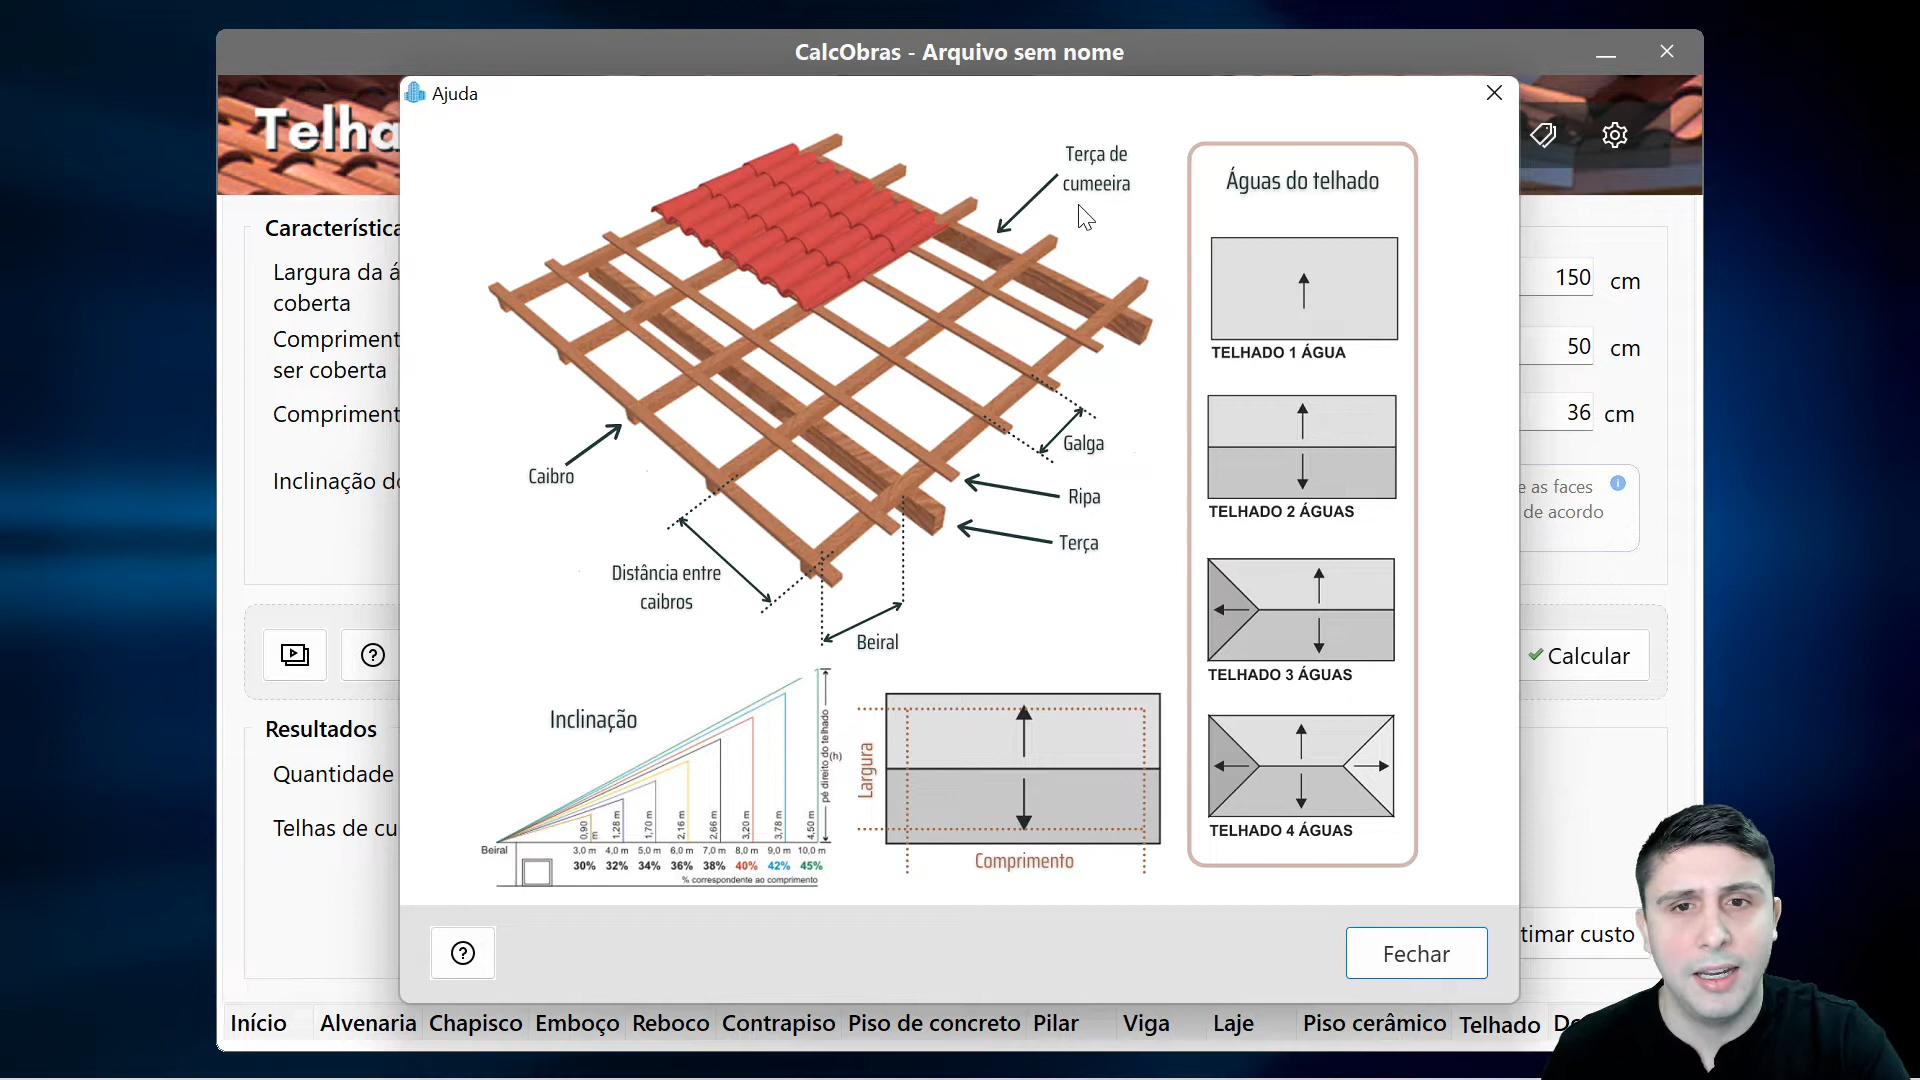 CalcObras - Arquivo sem nome
Telha
Ajuda
Terça de
cumeeira
Águas do telhado
Característica
Largura da á
coberta
150 cm
TELHADO 1 ÁGUA
Compriment
ser coberta
50 cm
Compriment
36 cm
Galga
Caibro
Inclinação do
Ripa
e as faces
de acordo
TELHADO 2 ÁGUAS
Terça
Distância entre
caibros
Beiral
Calcular
TELHADO 3 ÁGUAS
Inclinação
Resultados
Quantidade
Telhas de cu
pé direito do telhado
(h)
0,90 m
1,28 m
1,70 m
2,16 m
2,66 m
3,20 m
3,78 m
4,50 m
Beiral
3,0 m 4,0 m 5,0 m 6,0 m 7,0 m 8,0 m 9,0 m 10,0 m
30% 32% 34% 36% 38% 40% 42% 45%
% correspondente ao comprimento
Largura
Comprimento
TELHADO 4 ÁGUAS
timar custo
Fechar
Início Alvenaria Chapisco Emboço Reboco Contrapiso Piso de concreto Pilar Viga Laje Piso cerâmico Telhado De